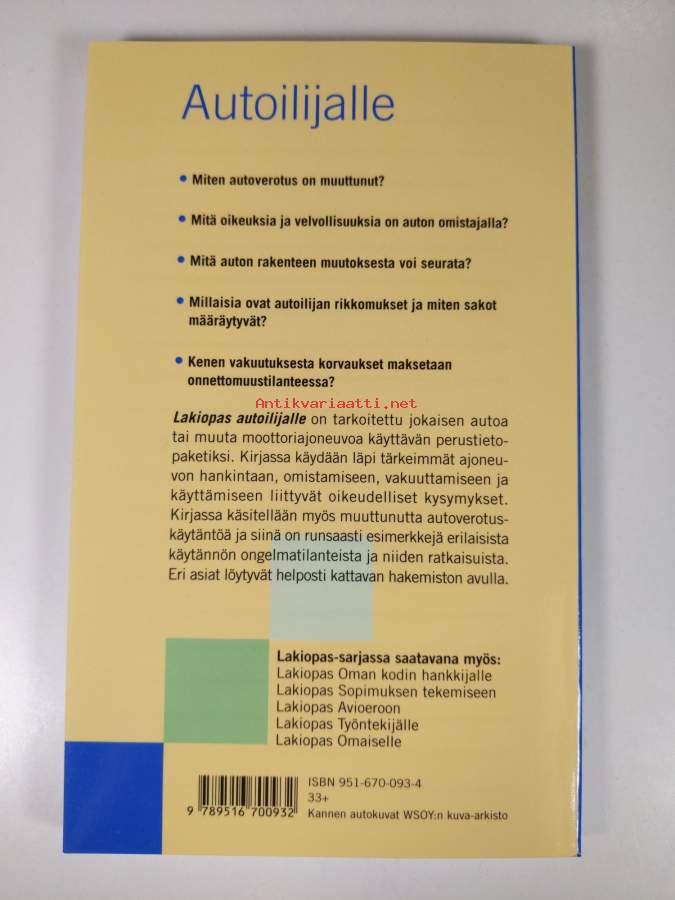 Autoilijalle
• Miten autoverotus on muuttunut?
• Mitä oikeuksia ja velvollisuuksia on auton omistajalla?
• Mitä auton rakenteen muutoksesta voi seurata?
• Millaisia ovat autoilijan rikkomukset ja miten sakot
määräytyvät?
• Kenen vakuutuksesta korvaukset maksetaan
onnettomuustilanteessa?
Antikvariaatti.net
Lakiopas autoilijalle on tarkoitettu jokaisen autoa
tai muuta moottoriajoneuvoa käyttävän perustieto-
paketiksi. Kirjassa käydään läpi tärkeimmät ajoneu-
von hankintaan, omistamiseen, vakuuttamiseen ja
käyttämiseen liittyvät oikeudelliset kysymykset.
Kirjassa käsitellään myös muuttunutta autoverotus-
käytäntöä ja siinä on runsaasti esimerkkejä erilaisista
käytännön ongelmatilanteista ja niiden ratkaisuista.
Eri asiat löytyvät helposti kattavan hakemiston avulla.
Lakiopas-sarjassa saatavana myös:
Lakiopas Oman kodin hankkijalle
Lakiopas Sopimuksen tekemiseen
Lakiopas Avioeroon
Lakiopas Työntekijälle
Lakiopas Omaiselle
ISBN 951-670-093-4
33+
Kannen autokuvat WSOY:n kuva-arkisto
9 789516 700932